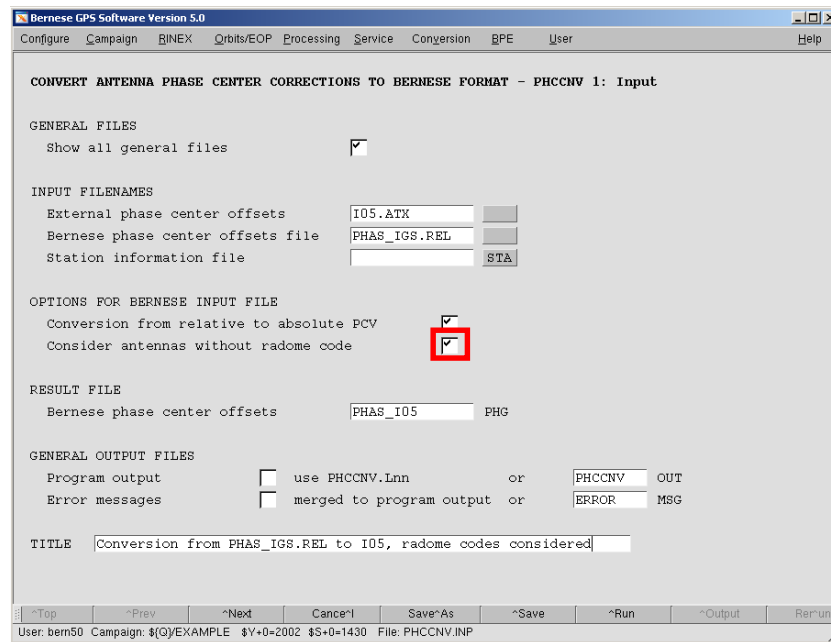 Bernese GPS Software Version 5.0
Configure Campaign RINEX Orbits/EOP Processing Service Conversion BPE User Help
CONVERT ANTENNA PHASE CENTER CORRECTIONS TO BERNESE FORMAT - PHCCNV 1: Input
GENERAL FILES
Show all general files
INPUT FILENAMES
External phase center offsets I05.ATX
Bernese phase center offsets file PHAS_IGS.REL
Station information file STA
OPTIONS FOR BERNESE INPUT FILE
Conversion from relative to absolute PCV
Consider antennas without radome code
RESULT FILE
Bernese phase center offsets PHAS_I05 PHG
GENERAL OUTPUT FILES
Program output use PHCCNV.Lnn or PHCCNV OUT
Error messages merged to program output or ERROR MSG
TITLE Conversion from PHAS_IGS.REL to I05, radome codes considered
^Top ^Prev ^Next Cance^l Save^As ^Save ^Run ^Output Rer^un
User: bern50 Campaign: ${Q}/EXAMPLE $Y+0=2002 $S+0=1430 File: PHCCNV.INP